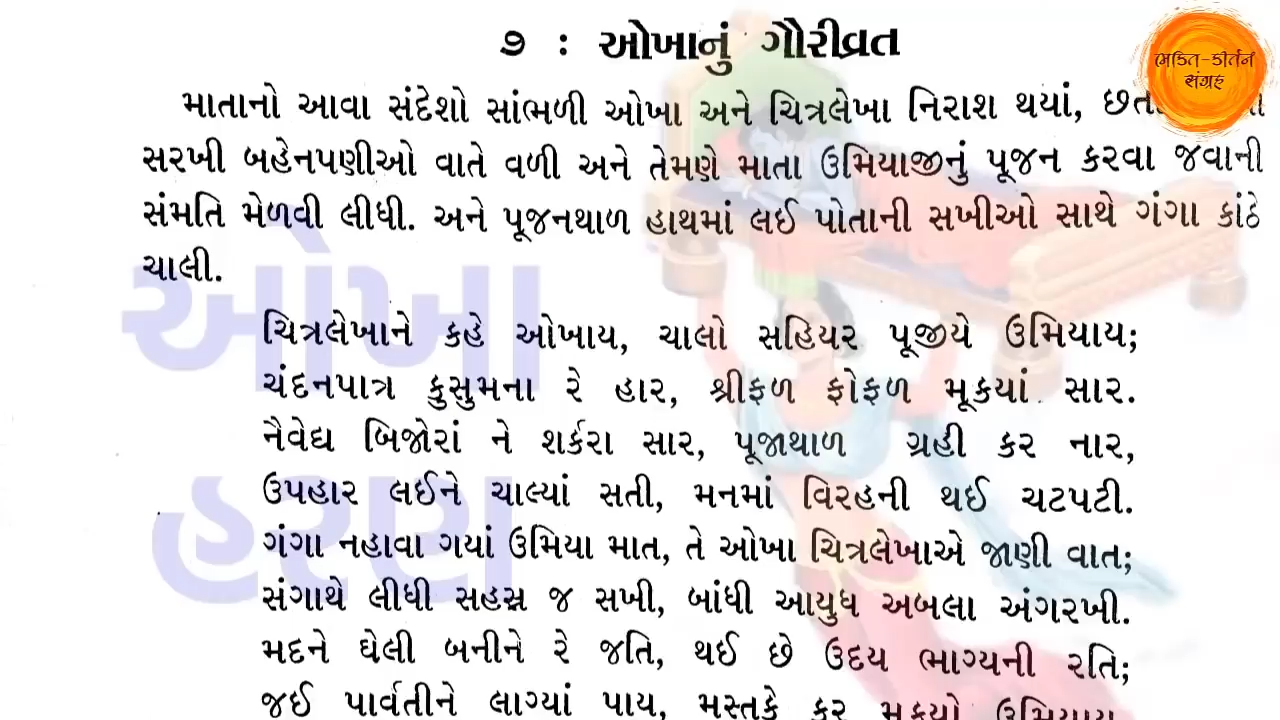 ૭ : ઓખાનું ગૌરીવ્રત
ભક્તિ-કીર્તન
સંગ્રહ
માતાનો આવા સંદેશો સાંભળી ઓખા અને ચિત્રલેખા નિરાશ થયાં,
સરખી બહેનપણીઓ વાતે વળી અને તેમણે માતા ઉમિયાજીનું પૂજન કરવા જવાની
સંમતિ મેળવી લીધી. અને પૂજનથાળ હાથમાં લઈ પોતાની સખીઓ સાથે ગંગા કાંઠે
ચાલી.
ઓખા
હરણ
ચિત્રલેખાને કહે ઓખાય, ચાલો સહિયર પૂજીયે ઉમિયાય;
ચંદનપાત્ર કુસુમના રે હાર, શ્રીફળ ફોફળ મૂકયાં સાર.
નૈવેદ્ય બિજોરાં ને શર્કરા સાર, પૂજાથાળ ગ્રહી કર નાર,
ઉપહાર લઈને ચાલ્યાં સતી, મનમાં વિરહની થઈ ચટપટી.
ગંગા નહાવા ગયાં ઉમિયા માત, તે ઓખા ચિત્રલેખાએ જાણી વાત;
સંગાથે લીધી સહસ્ર જ સખી, બાંધી આયુધ અબલા અંગરખી.
મદને ઘેલી બનીને રે જતિ, થઈ છે ઉદય ભાગ્યની રતિ;
જઈ પાર્વતીને લાગ્યાં પાય, મસ્તકે કર મૂકયો ઉમિયાય